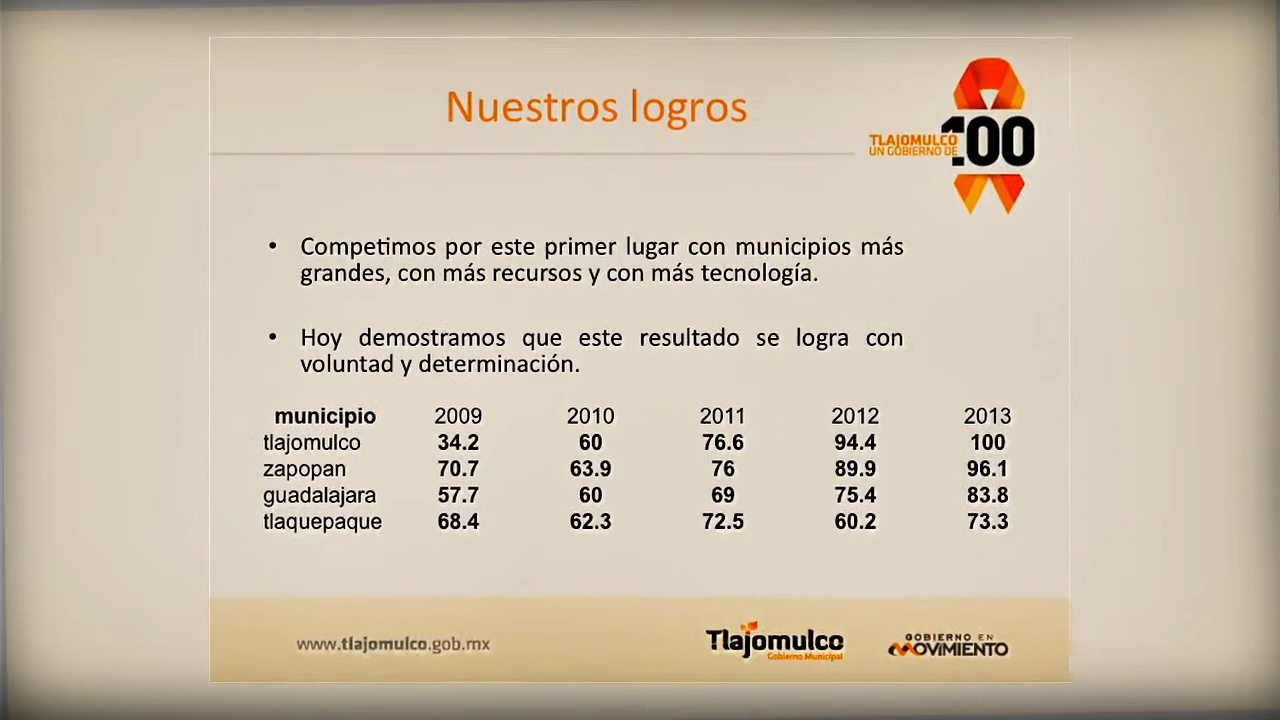 Nuestros logros
TLAJOMULCO
UN GOBIERNO DE
100
• Competimos por este primer lugar con municipios más
grandes, con más recursos y con más tecnología.
• Hoy demostramos que este resultado se logra con
voluntad y determinación.
municipio 2009 2010 2011 2012 2013
tlajomulco 34.2 60 76.6 94.4 100
zapopan 70.7 63.9 76 89.9 96.1
guadalajara 57.7 60 69 75.4 83.8
tlaquepaque 68.4 62.3 72.5 60.2 73.3
www.tlajomulco.gob.mx
Tlajomulco
Gobierno Municipal
GOBIERNO EN
MOVIMIENTO